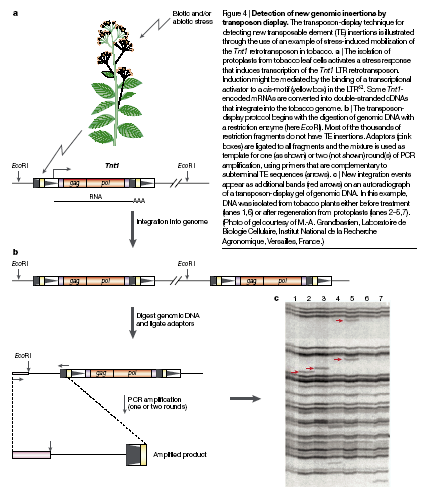 a
Biotic and/or
abiotic stress
EcoRI
Tnt1
EcoRI
gag
pol
RNA
AAA
Integration into genome
Figure 4 | Detection of new genomic insertions by
transposon display. The transposon-display technique for
detecting new transposable element (TE) insertions is illustrated
through the use of an example of stress-induced mobilization of
the Tnt1 retrotransposon in tobacco. a | The isolation of
protoplasts from tobacco leaf cells activates a stress response
that induces transcription of the Tnt1 LTR retrotransposon.
Induction might be mediated by the binding of a transcriptional
activator to a cis-motif (yellow box) in the LTR. Some Tnt1-
encoded mRNAs are converted into double-stranded cDNAs
that integrate into the tobacco genome. b | The transposon-
display protocol begins with the digestion of genomic DNA with
a restriction enzyme (here EcoRI). Most of the thousands of
restriction fragments do not have TE insertions. Adaptors (pink
boxes) are ligated to all fragments and the mixture is used as
template for one (as shown) or two (not shown) round(s) of PCR
amplification, using primers that are complementary to
subterminal TE sequences (arrows). c | New integration events
appear as additional bands (red arrows) on an autoradiograph
of a transposon-display gel of genomic DNA. In this example,
DNA was isolated from tobacco plants either before treatment
(lanes 1,6) or after regeneration from protoplasts (lanes 2–5,7).
(Photo of gel courtesy of M.-A. Grandbastien, Laboratoire de
Biologie Cellulaire, Institut National de la Recherche
Agronomique, Versailles, France.)
b
EcoRI
EcoRI
gag
pol
gag
pol
Digest genomic DNA
and ligate adaptors
EcoRI
gag
pol
PCR amplification
(one or two rounds)
Amplified product
c
1 2 3 4 5 6 7